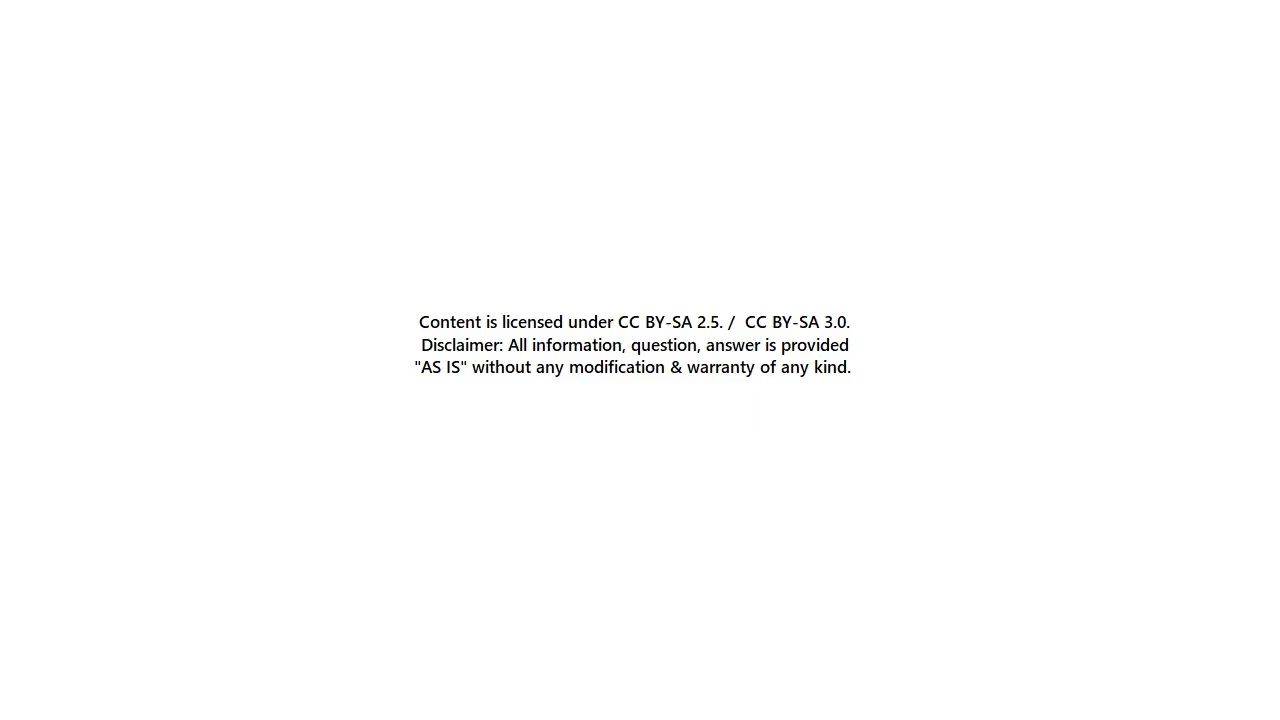 Content is licensed under CC BY-SA 2.5. /  CC BY-SA 3.0.
Disclaimer: All information, question, answer is provided
"AS IS" without any modification & warranty of any kind.